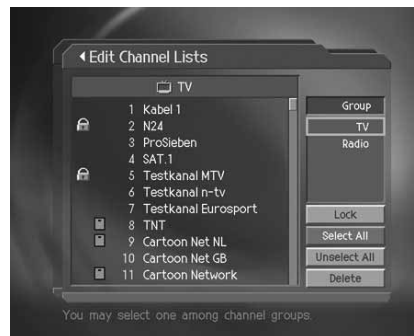 Edit Channel Lists
TV
1 Kabel 1
2 N24
3 ProSieben
4 SAT.1
5 Testkanal MTV
6 Testkanal n-tv
7 Testkanal Eurosport
8 TNT
9 Cartoon Net NL
10 Cartoon Net GB
11 Cartoon Network
Group
TV
Radio
Lock
Select All
Unselect All
Delete
You may select one among channel groups.